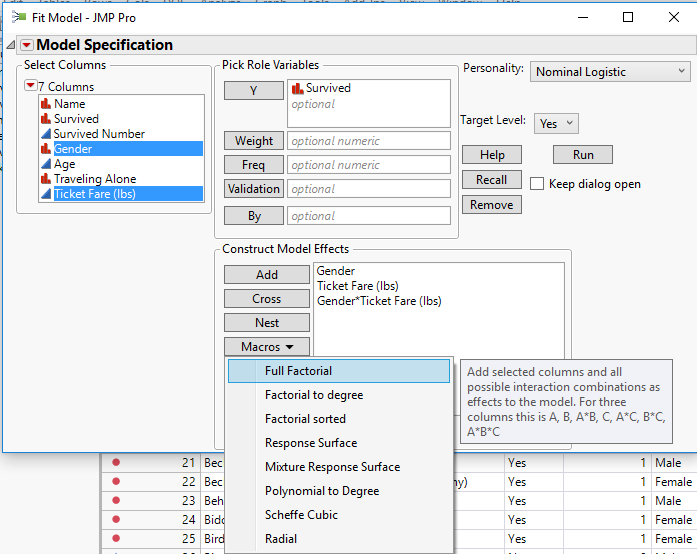 Fit Model - JMP Pro
Model Specification
Select Columns
7 Columns
Name
Survived
Survived Number
Gender
Age
Traveling Alone
Ticket Fare (lbs)
Pick Role Variables
Y
Survived
optional
Weight
optional numeric
Freq
optional numeric
Validation
optional
By
optional
Personality:
Nominal Logistic
Target Level:
Yes
Help
Run
Recall
Keep dialog open
Remove
Construct Model Effects
Add
Cross
Nest
Macros
Gender
Ticket Fare (lbs)
Gender*Ticket Fare (lbs)
Full Factorial
Factorial to degree
Factorial sorted
Response Surface
Mixture Response Surface
Polynomial to Degree
Scheffe Cubic
Radial
Add selected columns and all
possible interaction combinations as
effects to the model. For three
columns this is A, B, A*B, C, A*C, B*C,
A*B*C
21 Bec Yes 1 Male
22 Bec ny) Yes 1 Female
23 Beh Yes 1 Male
24 Bido Yes 1 Female
25 Bird Yes 1 Female